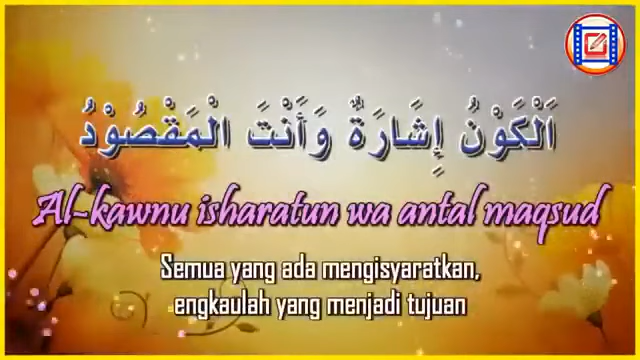 اَلْكَوْنُ إِشَارَةٌ وَأَنْتَ الْمَقْصُوْدُ
Al-kawnu isharatun wa antal maqsud
Semua yang ada mengisyaratkan,
engkaulah yang menjadi tujuan